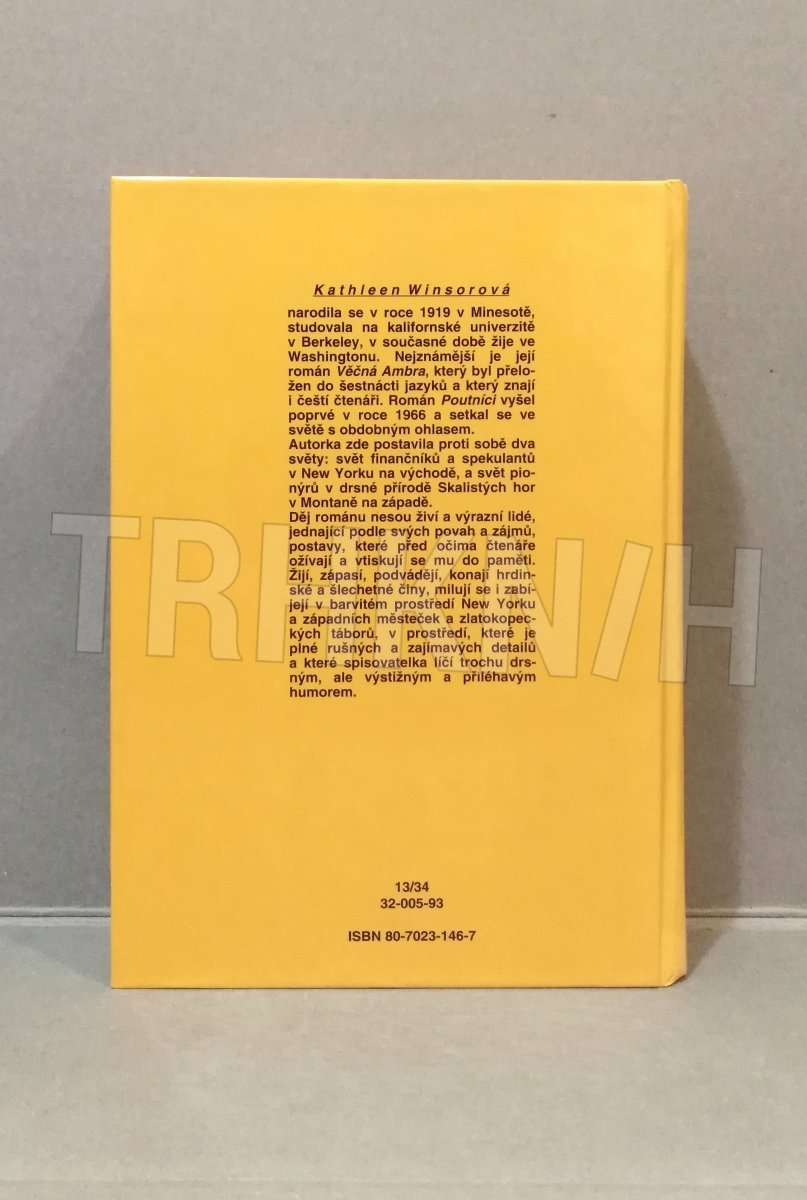 Kathleen Winsorová
narodila se v roce 1919 v Minesotě,
studovala na kalifornské univerzitě
v Berkeley, v současné době žije ve
Washingtonu. Nejznámější je její
román Věčná Ambra, který byl přelo-
žen do šestnácti jazyků a který znají
i čeští čtenáři. Román Poutníci vyšel
poprvé v roce 1966 a setkal se ve
světě s obdobným ohlasem.
Autorka zde postavila proti sobě dva
světy: svět finančníků a spekulantů
v New Yorku na východě, a svět pio-
nýrů v drsné přírodě Skalistých hor
v Montaně na západě.
Děj románu nesou živí a výrazní lidé,
jednající podle svých povah a zájmů,
postavy, které před očima čtenáře
ožívají a vtiskují se mu do paměti.
Žijí, zápasí, podvádějí, konají hrdin-
ské a šlechetné činy, milují se i zabí-
její v barvitém prostředí New Yorku
a západních městeček a zlatokopec-
kých táborů, v prostředí, které je
plné rušných a zajímavých detailů
a které spisovatelka líčí trochu drs-
ným, ale výstižným a příléhavým
humorem.
13/34
32-005-93
ISBN 80-7023-146-7